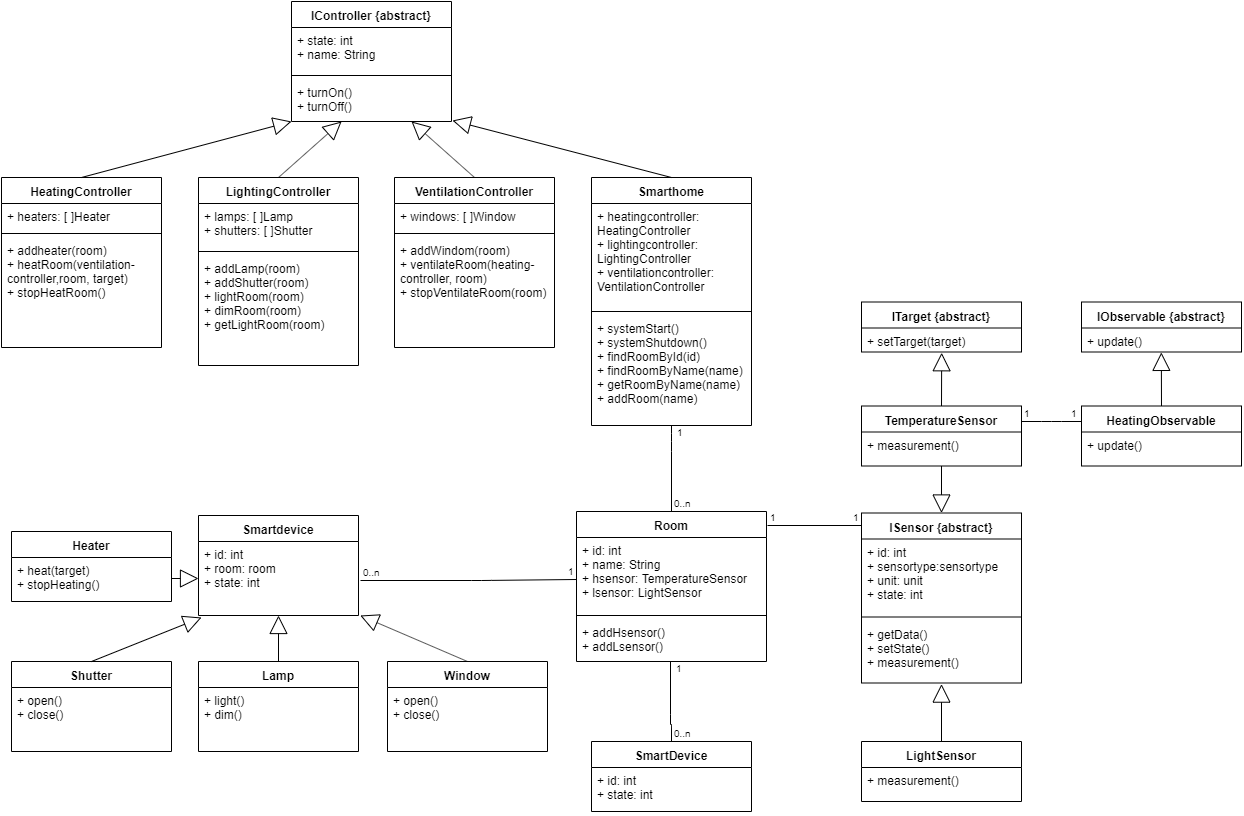 IController {abstract}
+ state: int
+ name: String
+ turnOn()
+ turnOff()
HeatingController
+ heaters: [ ]Heater
+ addheater(room)
+ heatRoom(ventilation-
controller,room, target)
+ stopHeatRoom()
LightingController
+ lamps: [ ]Lamp
+ shutters: [ ]Shutter
+ addLamp(room)
+ addShutter(room)
+ lightRoom(room)
+ dimRoom(room)
+ getLightRoom(room)
VentilationController
+ windows: [ ]Window
+ addWindom(room)
+ ventilateRoom(heating-
controller, room)
+ stopVentilateRoom(room)
Smarthome
+ heatingcontroller:
HeatingController
+ lightingcontroller:
LightingController
+ ventilationcontroller:
VentilationController
+ systemStart()
+ systemShutdown()
+ findRoomById(id)
+ findRoomByName(name)
+ getRoomByName(name)
+ addRoom(name)
1
0..n
ITarget {abstract}
+ setTarget(target)
IObservable {abstract}
+ update()
TemperatureSensor
+ measurement()
1
1
HeatingObservable
+ update()
Heater
+ heat(target)
+ stopHeating()
Smartdevice
+ id: int
+ room: room
+ state: int
0..n
1
Room
+ id: int
+ name: String
+ hsensor: TemperatureSensor
+ lsensor: LightSensor
+ addHsensor()
+ addLsensor()
1
1
ISensor {abstract}
+ id: int
+ sensortype:sensortype
+ unit: unit
+ state: int
+ getData()
+ setState()
+ measurement()
Shutter
+ open()
+ close()
Lamp
+ light()
+ dim()
Window
+ open()
+ close()
1
0..n
SmartDevice
+ id: int
+ state: int
LightSensor
+ measurement()